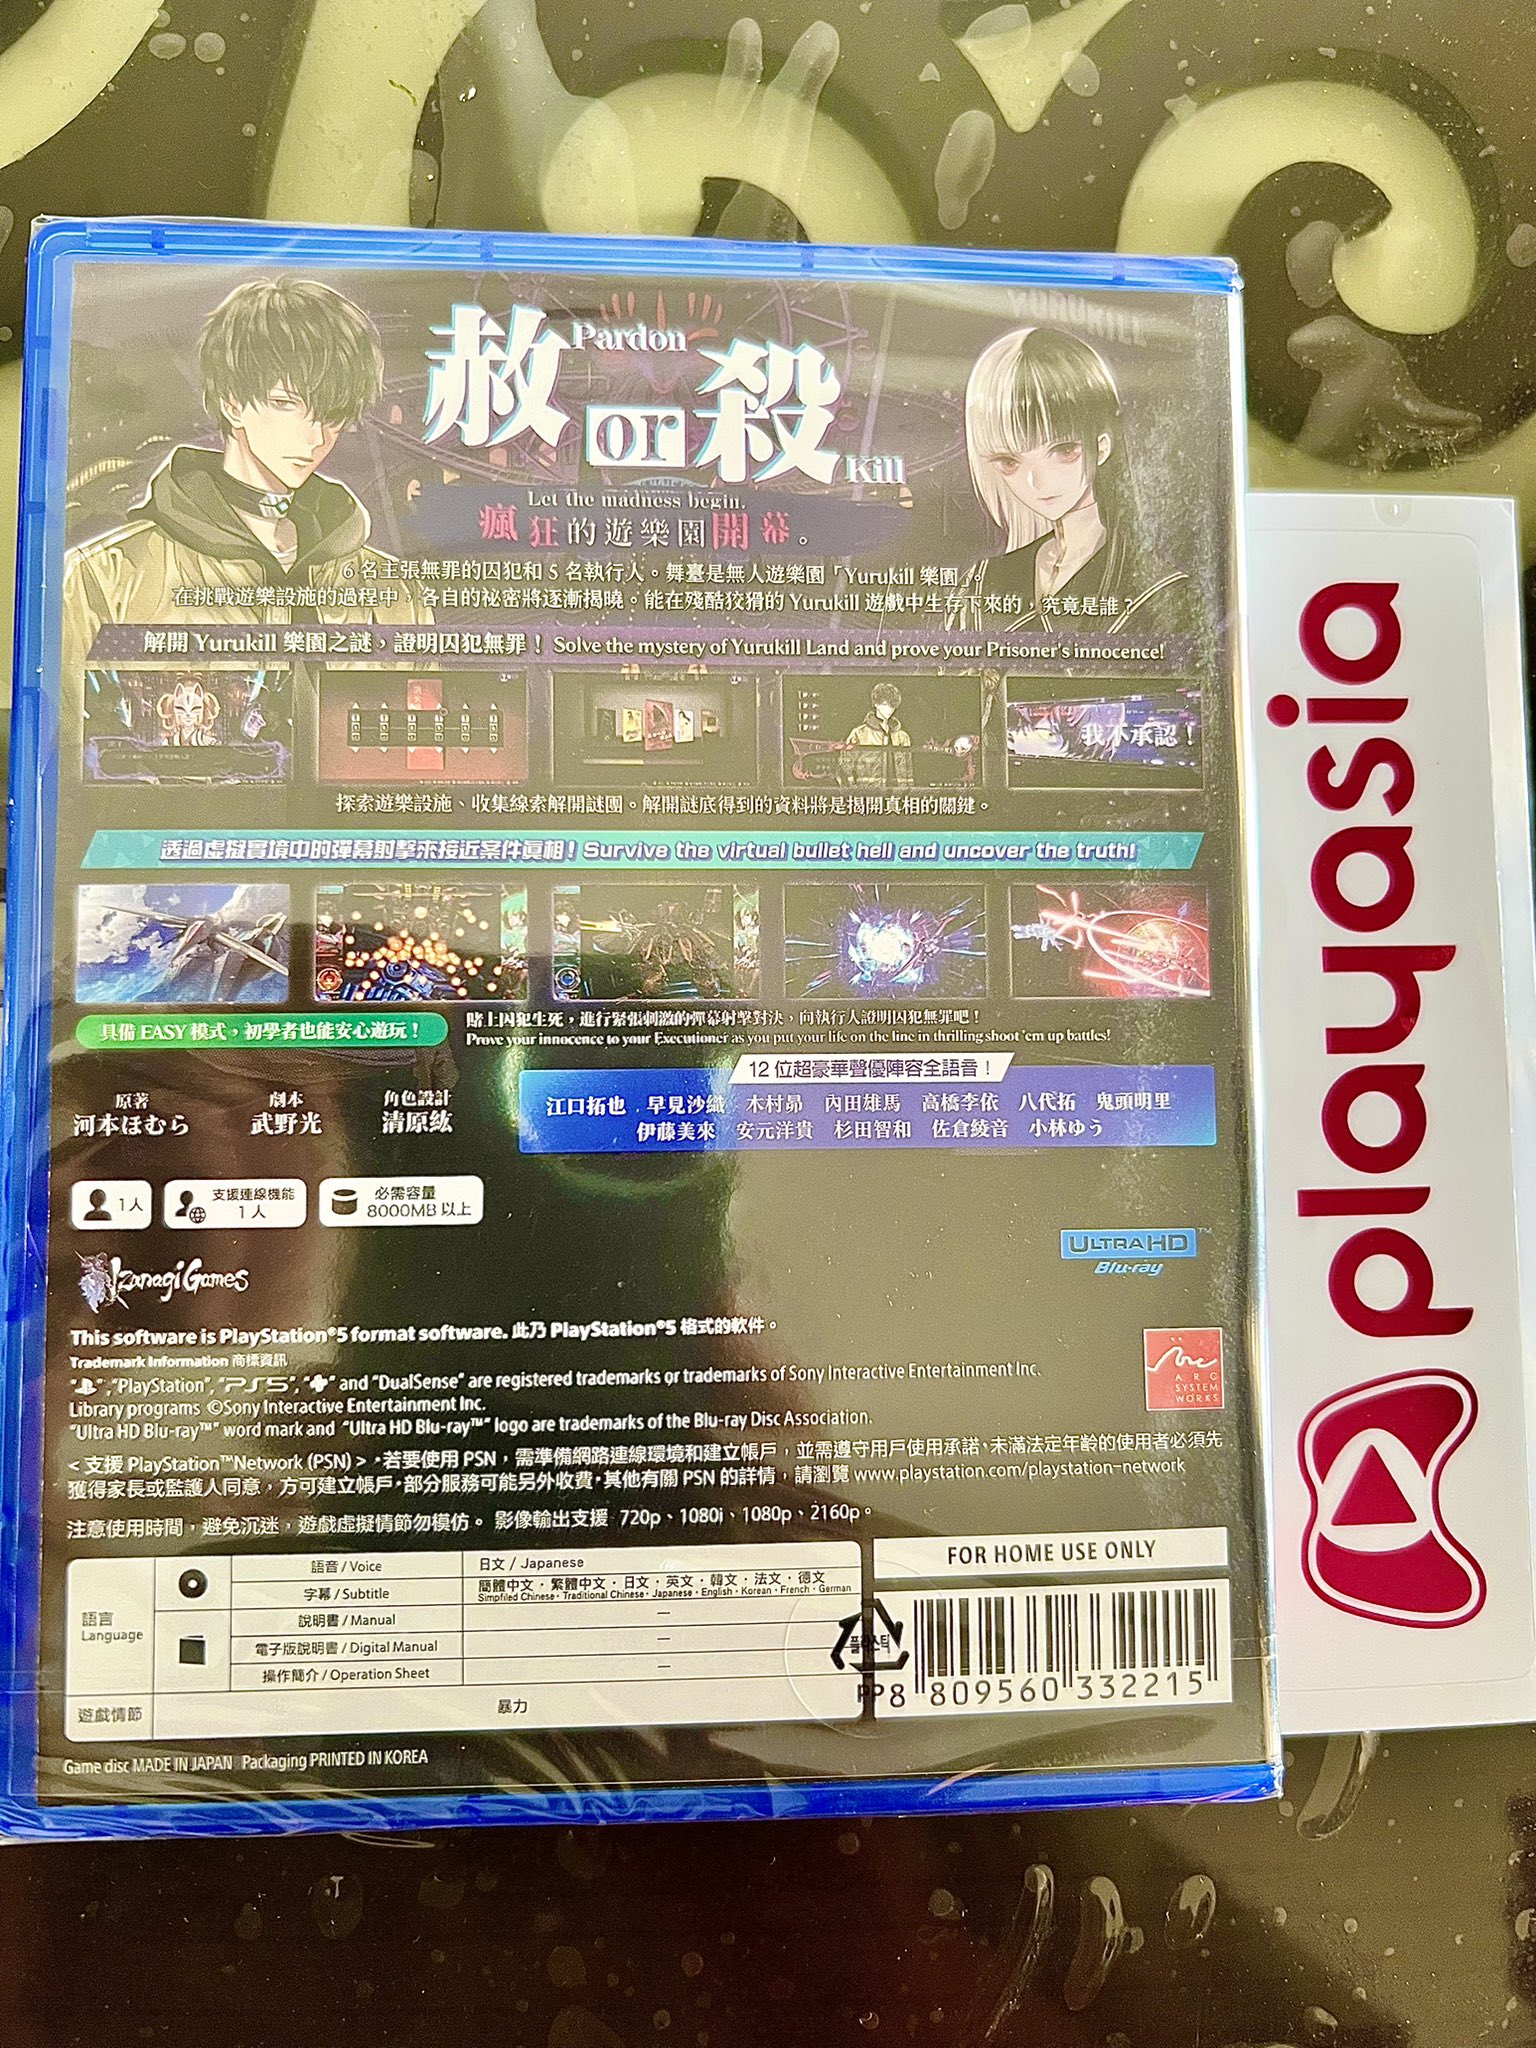 YURUKILL
赦 Pardon or 殺 Kill
Let the madness begin.
瘋狂的遊樂園開幕。
6 名主張無罪的囚犯和 5 名執行人。舞臺是無人遊樂園「Yurukill 樂園」。
在挑戰遊樂設施的過程中，各自的祕密將逐漸揭曉。能在殘酷狡猾的 Yurukill 遊戲中生存下來的，究竟是誰？
解開 Yurukill 樂園之謎，證明囚犯無罪！ Solve the mystery of Yurukill Land and prove your Prisoner's innocence!
我不承認！
探索遊樂設施、收集線索解開謎團。解開謎底得到的資料將是揭開真相的關鍵。
透過虛擬實境中的彈幕射擊來接近案件真相！ Survive the virtual bullet hell and uncover the truth!
具備 EASY 模式，初學者也能安心遊玩！
賭上囚犯生死，進行緊張刺激的彈幕射擊對決，向執行人證明囚犯無罪吧！
Prove your innocence to your Executioner as you put your life on the line in thrilling shoot 'em up battles!
12 位超豪華聲優陣容全語音！
原著 劇本 角色設計
河本ほむら 武野光 清原紘
江口拓也 早見沙織 木村昴 內田雄馬 高橋李依 八代拓 鬼頭明里
伊藤美來 安元洋貴 杉田智和 佐倉綾音 小林ゆう
1人
支援連線機能
1人
必需容量
8000MB 以上
ULTRA HD™
Blu-ray
Izanagi Games
This software is PlayStation®5 format software. 此乃 PlayStation®5 格式的軟件。
Trademark Information 商標資訊
"PlayStation", "PS5", and "DualSense" are registered trademarks or trademarks of Sony Interactive Entertainment Inc.
Library programs ©Sony Interactive Entertainment Inc.
"Ultra HD Blu-ray™" word mark and "Ultra HD Blu-ray™" logo are trademarks of the Blu-ray Disc Association.
ARC
SYSTEM
WORKS
< 支援 PlayStation™Network (PSN) >・若要使用 PSN，需準備網路連線環境和建立帳戶，並需遵守用戶使用承諾・未滿法定年齡的使用者必須先
獲得家長或監護人同意，方可建立帳戶・部分服務可能另外收費・其他有關 PSN 的詳情，請瀏覽 www.playstation.com/playstation-network
注意使用時間，避免沉迷，遊戲虛擬情節勿模仿。 影像輸出支援 720p、1080i、1080p、2160p。
語言
Language
語音 / Voice 日文 / Japanese
字幕 / Subtitle 簡體中文・繁體中文・日文・英文・韓文・法文・德文
Simpfiled Chinese・Traditional Chinese・Japanese・English・Korean・French・German
說明書 / Manual —
電子版說明書 / Digital Manual —
操作簡介 / Operation Sheet —
遊戲情節 暴力
FOR HOME USE ONLY
플라스틱
PP
8 809560 332215
Game disc MADE IN JAPAN Packaging PRINTED IN KOREA
playasia